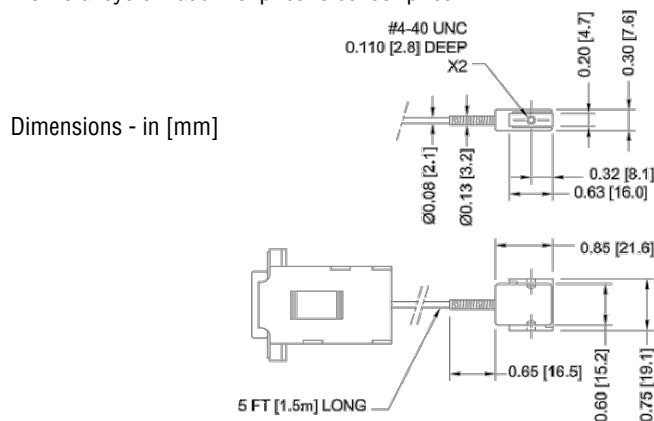 #4-40 UNC
0.110 [2.8] DEEP
X2
0.20 [4.7]
0.30 [7.6]
Dimensions - in [mm]
Ø0.08 [2.1]
Ø0.13 [3.2]
0.32 [8.1]
0.63 [16.0]
0.85 [21.6]
0.65 [16.5]
0.60 [15.2]
0.75 [19.1]
5 FT [1.5m] LONG